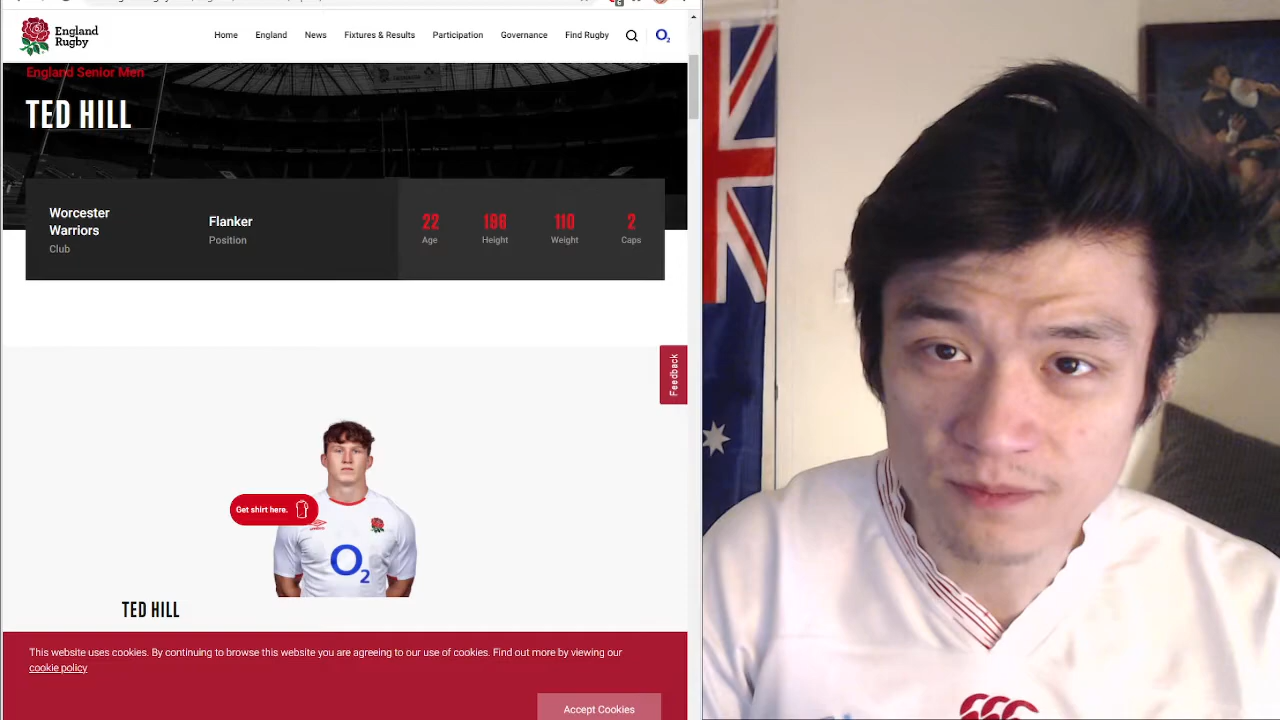 England
Rugby
Home
England
News
Fixtures & Results
Participation
Governance
Find Rugby
O2
England Senior Men
TED HILL
Worcester
Warriors
Club
Flanker
Position
22
Age
198
Height
110
Weight
2
Caps
Feedback
Get shirt here.
O2
TED HILL
This website uses cookies. By continuing to browse this website you are agreeing to our use of cookies. Find out more by viewing our
cookie policy
Accept Cookies